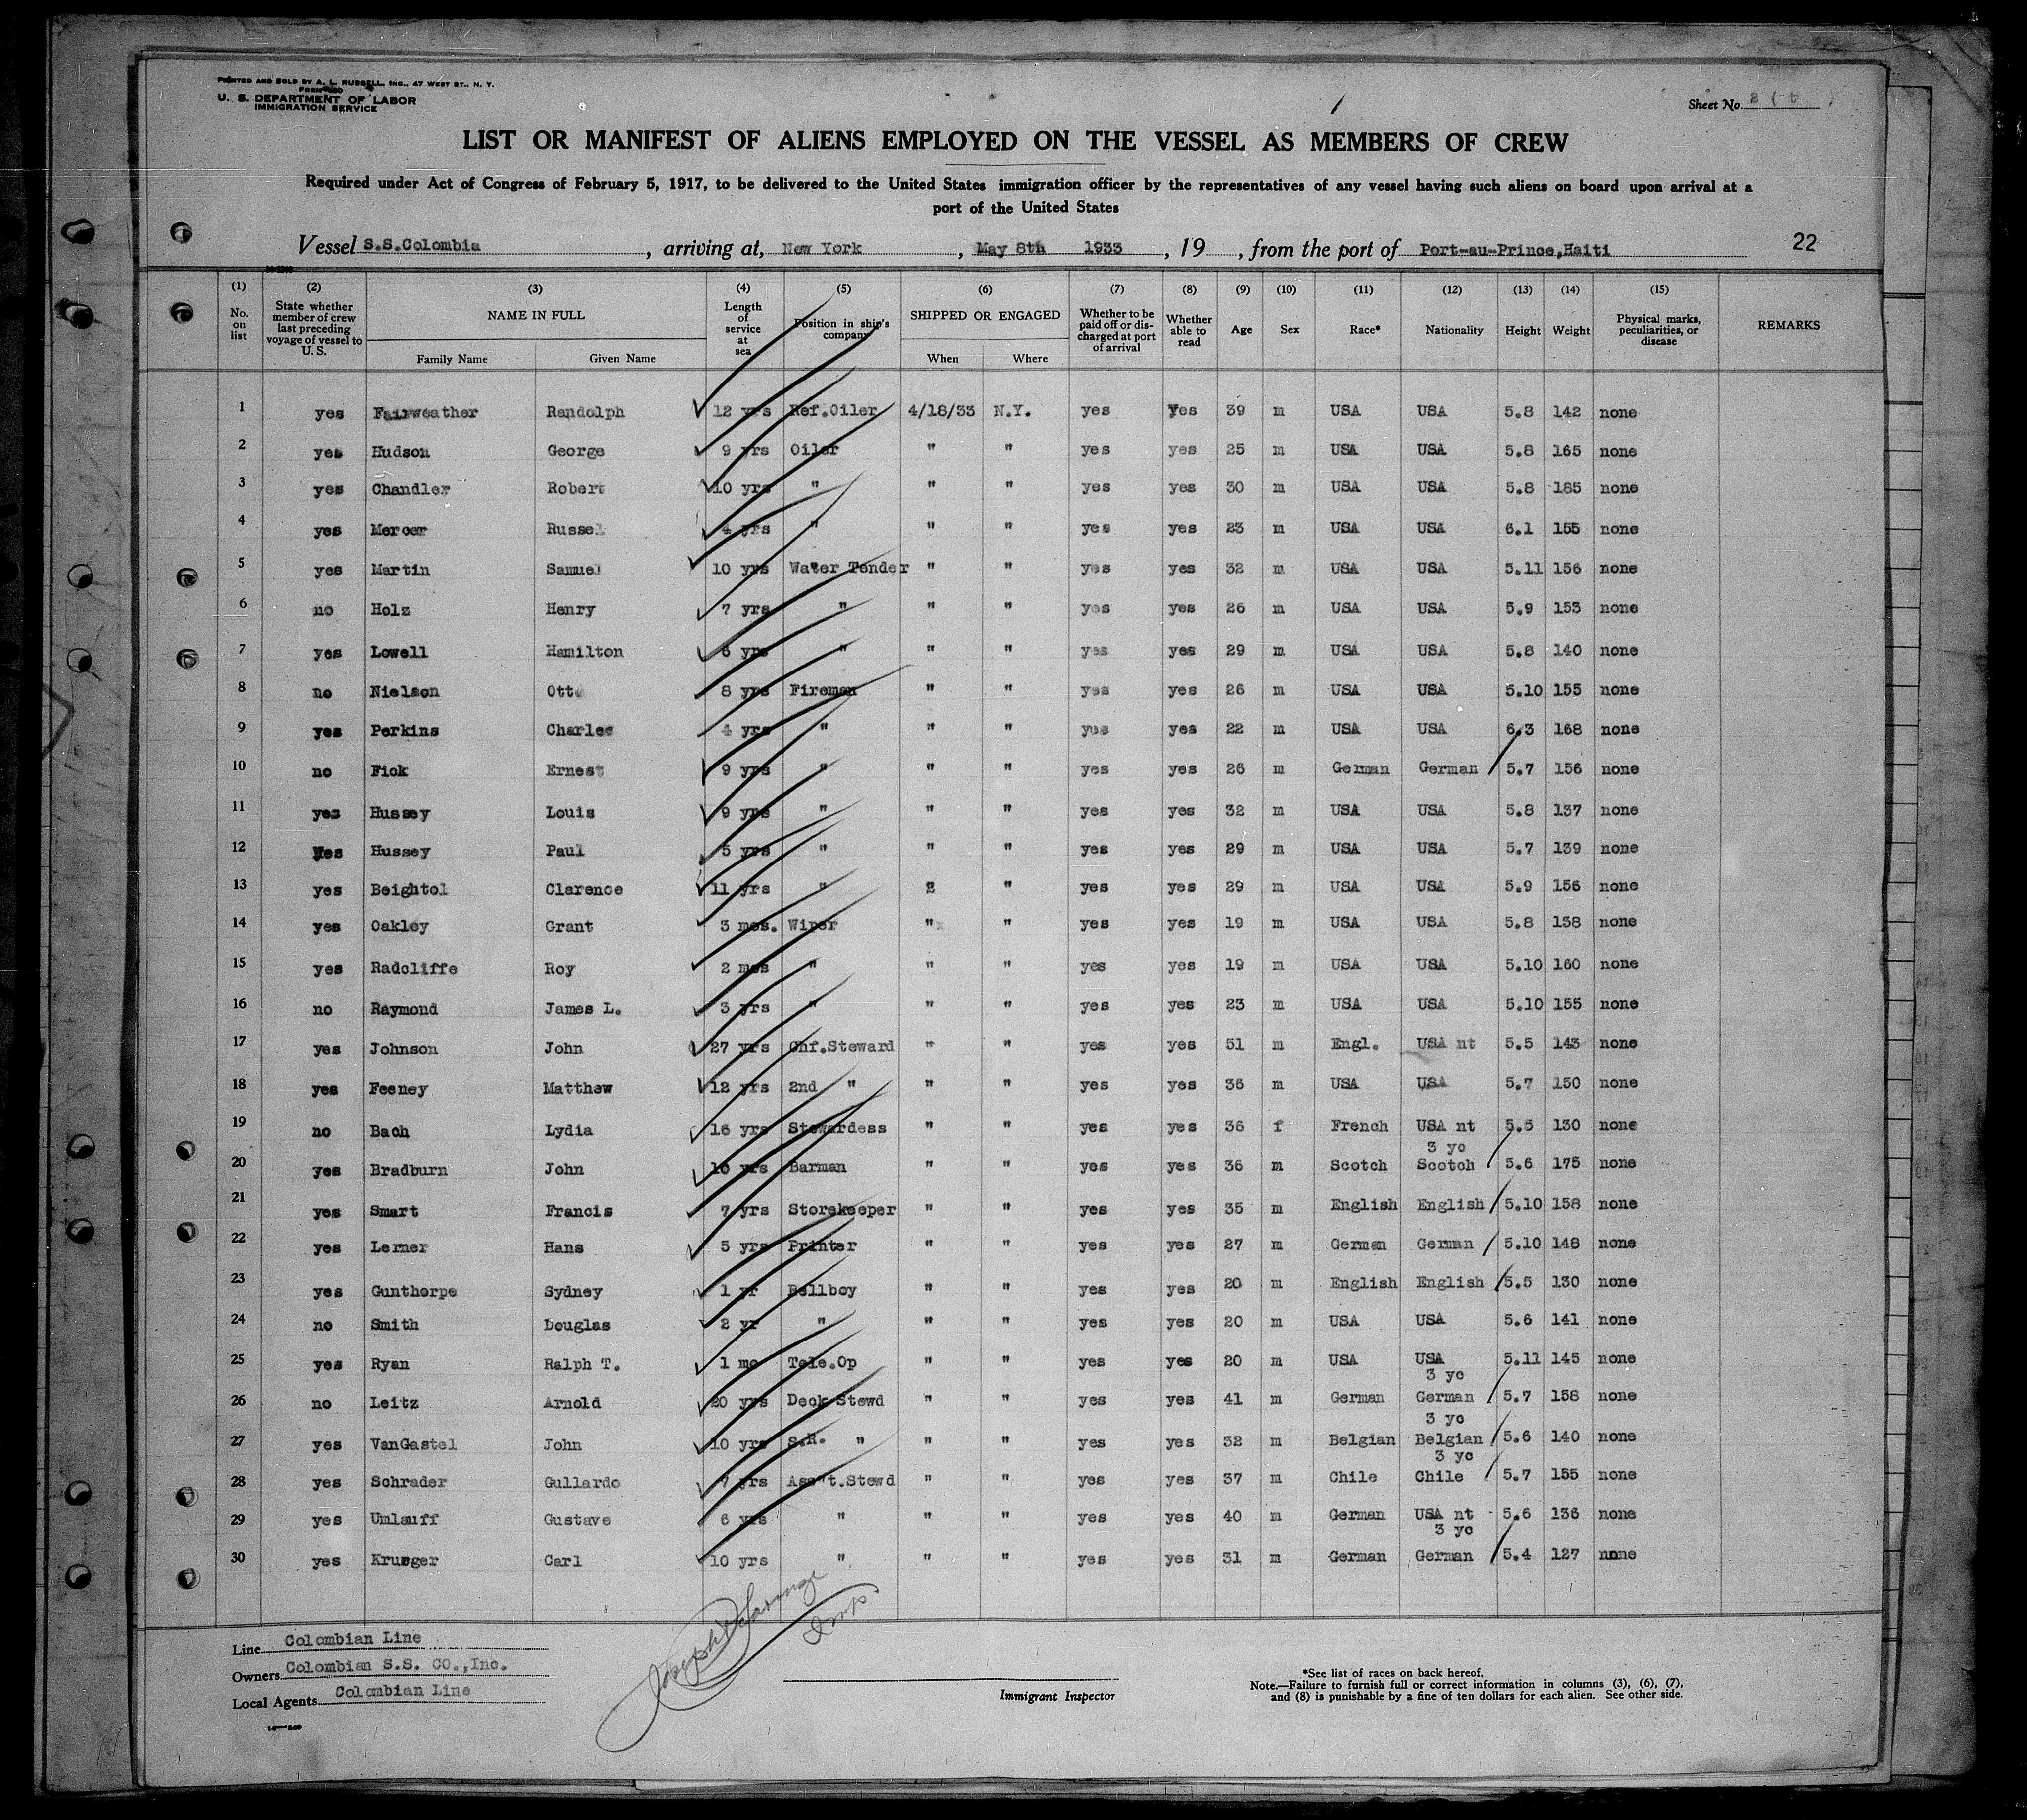 PRINTED AND SOLD BY A. L. RUSSELL, INC., 47 WEST ST., N. Y.
U. S. DEPARTMENT OF LABOR
IMMIGRATION SERVICE
Sheet No.
LIST OR MANIFEST OF ALIENS EMPLOYED ON THE VESSEL AS MEMBERS OF CREW
Required under Act of Congress of February 5, 1917, to be delivered to the United States immigration officer by the representatives of any vessel having such aliens on board upon arrival at a
port of the United States
Vessel S.S.Colombia, arriving at, New York, May 8th 1933, 19, from the port of Port-au-Prince,Haiti 22
(1) No. on list (2) State whether member of crew last preceding voyage of vessel to U. S. (3) NAME IN FULL Family Name Given Name (4) Length of service at sea (5) Position in ship's company (6) SHIPPED OR ENGAGED When Where (7) Whether to be paid off or discharged at port of arrival (8) Whether able to read (9) Age (10) Sex (11) Race* (12) Nationality (13) Height (14) Weight (15) Physical marks, peculiarities, or disease REMARKS
1 yes Fairweather Randolph 12 yrs Ref.Oiler 4/18/33 N.Y. yes Yes 39 m USA USA 5.8 142 none
2 yes Hudson George 9 yrs Oiler " " yes yes 25 m USA USA 5.8 165 none
3 yes Chandler Robert 10 yrs " " " yes yes 30 m USA USA 5.8 185 none
4 yes Mercer Russel 4 yrs " " " yes yes 23 m USA USA 6.1 155 none
5 yes Martin Samuel 10 yrs Water Tender " " yes yes 32 m USA USA 5.11 156 none
6 no Holz Henry 7 yrs " " " yes yes 26 m USA USA 5.9 153 none
7 yes Lowell Hamilton 6 yrs " " " yes yes 29 m USA USA 5.8 140 none
8 no Nielson Otto 8 yrs Fireman " " yes yes 26 m USA USA 5.10 155 none
9 yes Perkins Charles 4 yrs " " " yes yes 22 m USA USA 6.3 168 none
10 no Fick Ernest 9 yrs " " " yes yes 26 m German German 5.7 156 none
11 yes Hussey Louis 9 yrs " " " yes yes 32 m USA USA 5.8 137 none
12 Yes Hussey Paul 5 yrs " " " yes yes 29 m USA USA 5.7 139 none
13 yes Beightol Clarence 11 yrs " " " yes yes 29 m USA USA 5.9 156 none
14 yes Oakley Grant 3 mos. Wiper " " yes yes 19 m USA USA 5.8 138 none
15 yes Radcliffe Roy 2 mos " " " yes yes 19 m USA USA 5.10 160 none
16 no Raymond James L. 3 yrs " " " yes yes 23 m USA USA 5.10 155 none
17 yes Johnson John 27 yrs Chf.Steward " " yes yes 51 m Engl. USA nt 5.5 143 none
18 yes Feeney Matthew 12 yrs 2nd " " " yes yes 36 m USA USA 5.7 150 none
19 no Bach Lydia 16 yrs Stewardess " " yes yes 36 f French USA nt 5.5 130 none
3 yc
20 yes Bradburn John 16 yrs Barman " " yes yes 36 m Scotch Scotch 5.6 175 none
21 yes Smart Francis 7 yrs Storekeeper " " yes yes 35 m English English 5.10 158 none
22 yes Lerner Hans 5 yrs Printer " " yes yes 27 m German German 5.10 148 none
23 yes Gunthorpe Sydney 1 yr Bellboy " " yes yes 20 m English English 5.5 130 none
24 no Smith Douglas 2 yr " " " yes yes 20 m USA USA 5.6 141 none
25 yes Ryan Ralph T. 1 mo Tele.Op " " yes yes 20 m USA USA 5.11 145 none
3 yc
26 no Leitz Arnold 20 yrs Deck Stewd " " yes yes 41 m German German 5.7 158 none
3 yc
27 yes VanGastel John 10 yrs S.R. " " " yes yes 32 m Belgian Belgian 5.6 140 none
3 yc
28 yes Schrader Gullardo 7 yrs Ass't.Stewd " " yes yes 37 m Chile Chile 5.7 155 none
29 yes Umlauff Gustave 6 yrs " " " yes yes 40 m German USA nt 5.6 136 none
3 yc
30 yes Krueger Carl 10 yrs " " " yes yes 31 m German German 5.4 127 none
Line Colombian Line
Owners Colombian S.S. CO.,Inc.
Local Agents Colombian Line
Immigrant Inspector
*See list of races on back hereof.
Note.—Failure to furnish full or correct information in columns (3), (6), (7),
and (8) is punishable by a fine of ten dollars for each alien. See other side.